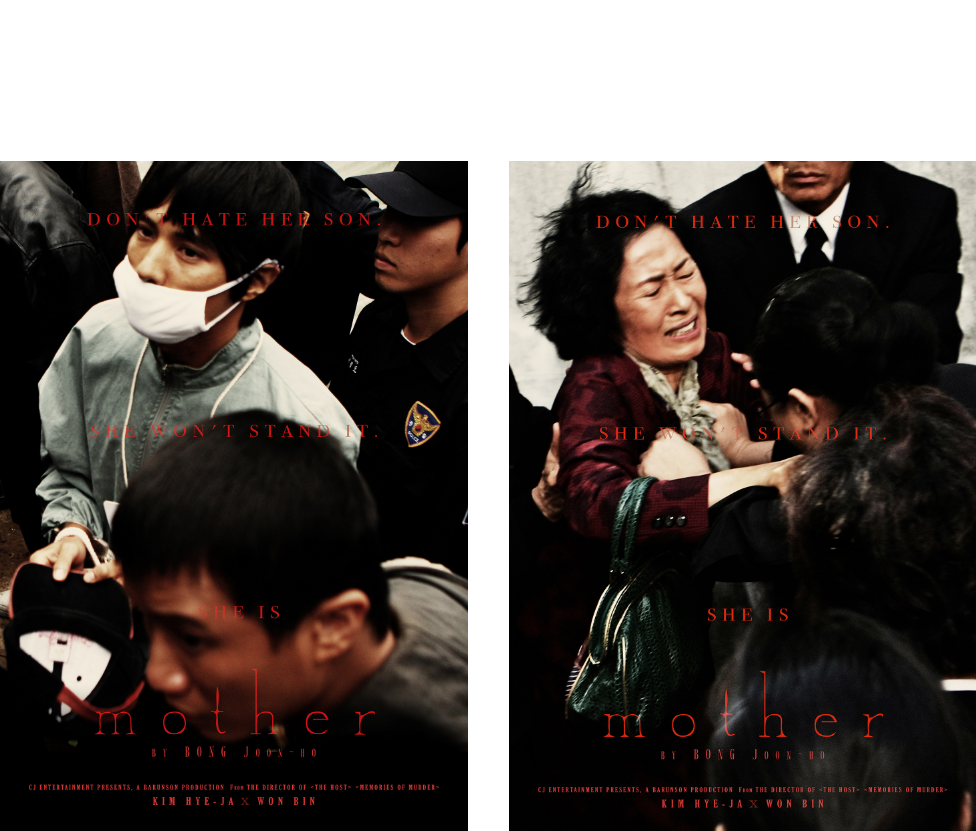 DON'T HATE HER SON.
SHE WON'T STAND IT.
SHE IS
mother
BY BONG JOON-HO
CJ ENTERTAINMENT PRESENTS, A BARUNSON PRODUCTION From THE DIRECTOR OF <THE HOST> <MEMORIES OF MURDER>
KIM HYE-JA X WON BIN
DON'T HATE HER SON.
SHE WON'T STAND IT.
SHE IS
mother
BY BONG JOON-HO
CJ ENTERTAINMENT PRESENTS, A BARUNSON PRODUCTION From THE DIRECTOR OF <THE HOST> <MEMORIES OF MURDER>
KIM HYE-JA X WON BIN